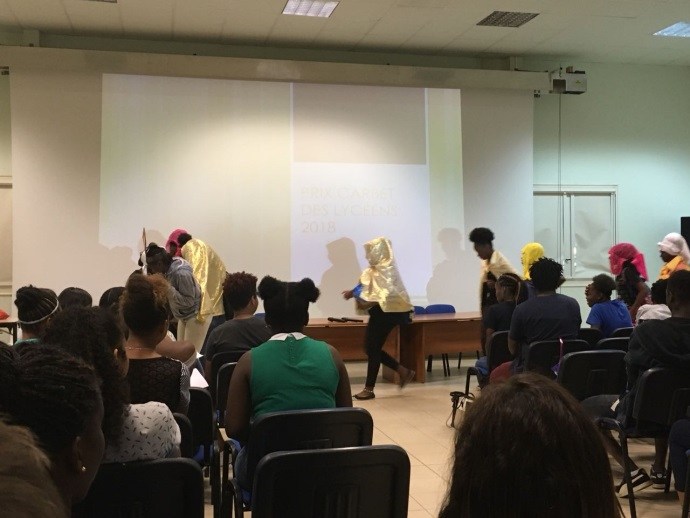 PRIX CARBET
DES LYCÉENS
2018